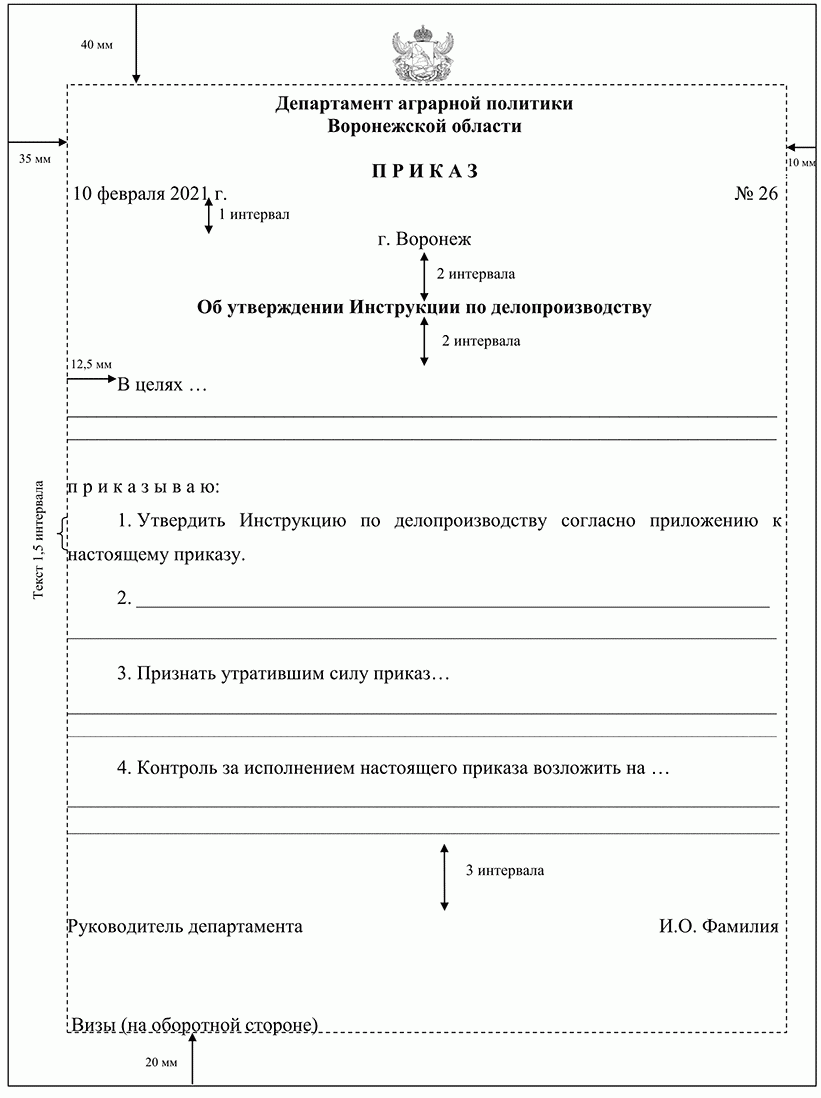 40 мм
Департамент аграрной политики
Воронежской области
35 мм
10 мм
П Р И К А З
10 февраля 2021 г.
№ 26
1 интервал
г. Воронеж
2 интервала
Об утверждении Инструкции по делопроизводству
2 интервала
12,5 мм
В целях …
п р и к а з ы в а ю:
Текст 1,5 интервала
1. Утвердить Инструкцию по делопроизводству согласно приложению к
настоящему приказу.
2.
3. Признать утратившим силу приказ…
4. Контроль за исполнением настоящего приказа возложить на …
3 интервала
Руководитель департамента
И.О. Фамилия
Визы (на оборотной стороне)
20 мм